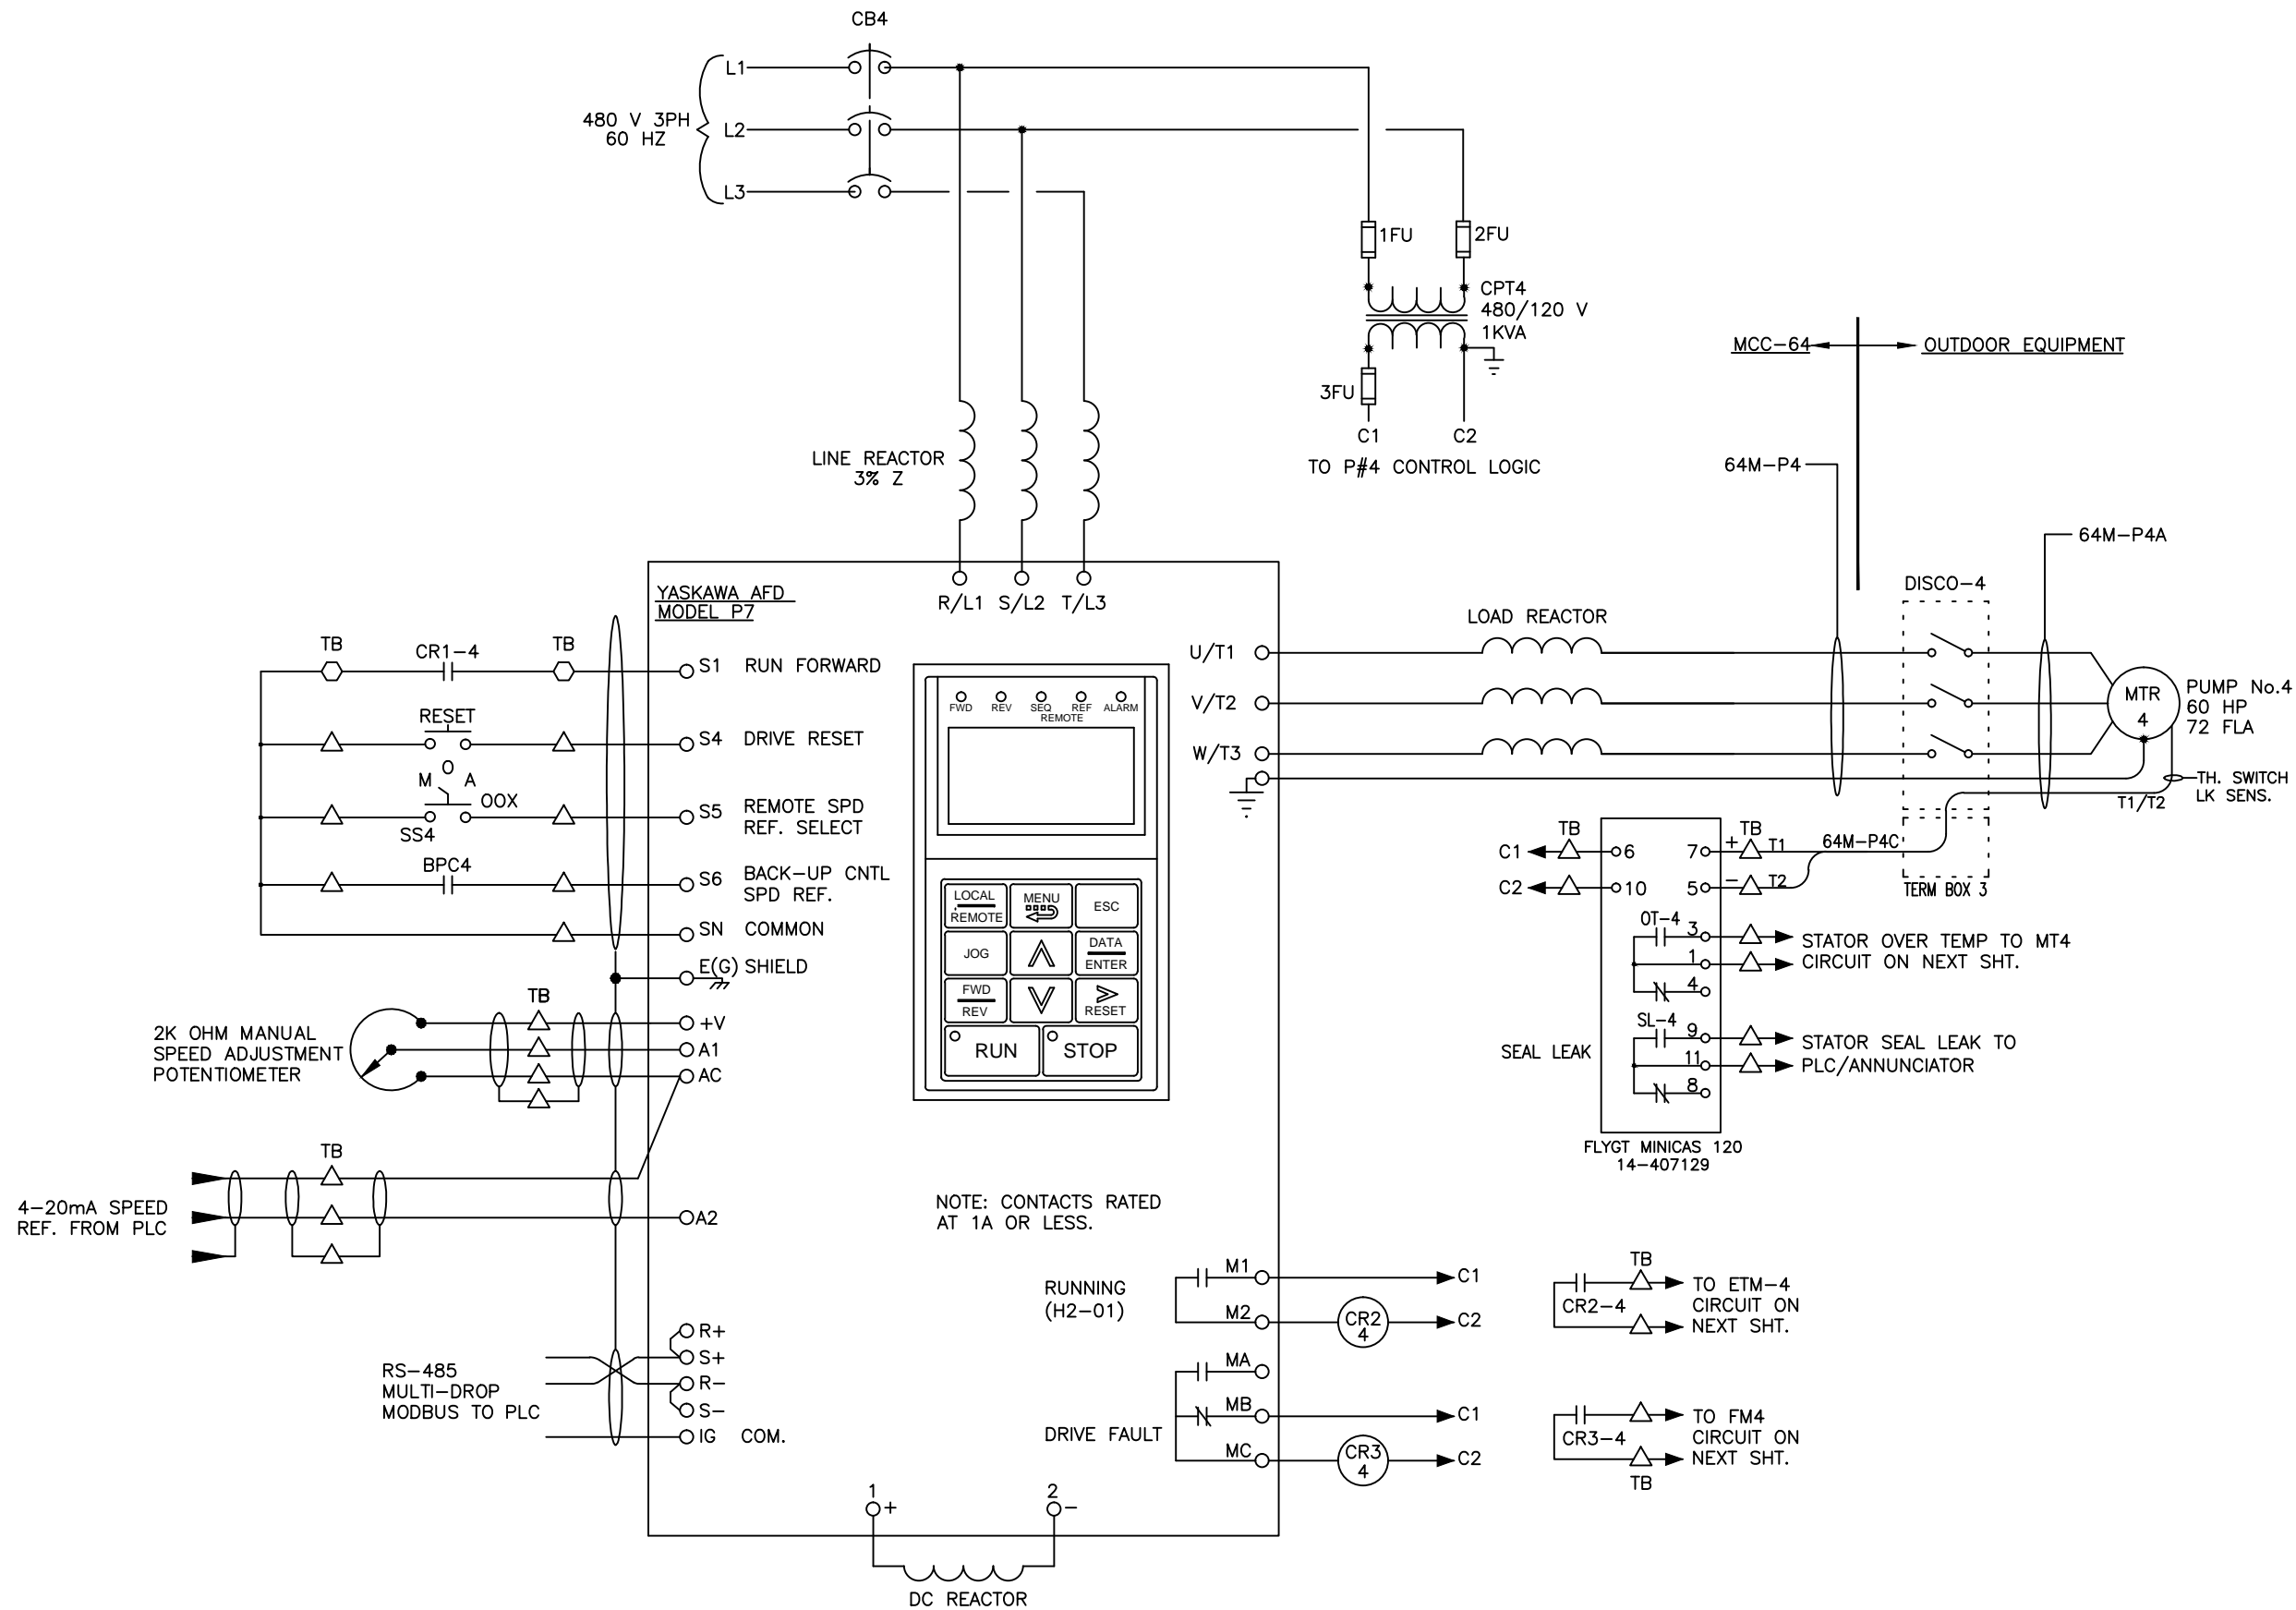 CB4
L1
480 V 3PH
60 HZ
L2
L3
1FU
2FU
CPT4
480/120 V
1KVA
3FU
C1
C2
TO P#4 CONTROL LOGIC
MCC-64
OUTDOOR EQUIPMENT
LINE REACTOR
3% Z
64M-P4
64M-P4A
DISCO-4
YASKAWA AFD
MODEL P7
R/L1
S/L2
T/L3
LOAD REACTOR
U/T1
V/T2
W/T3
MTR
4
PUMP No.4
60 HP
72 FLA
TH. SWITCH
LK SENS.
T1/T2
TB
CR1-4
TB
S1
RUN FORWARD
RESET
S4
DRIVE RESET
M
O
A
OOX
SS4
S5
REMOTE SPD
REF. SELECT
BPC4
S6
BACK-UP CNTL
SPD REF.
SN
COMMON
E(G)
SHIELD
TB
2K OHM MANUAL
SPEED ADJUSTMENT
POTENTIOMETER
+V
A1
AC
TB
4-20mA SPEED
REF. FROM PLC
A2
RS-485
MULTI-DROP
MODBUS TO PLC
R+
S+
R-
S-
IG
COM.
FWD
REV
SEQ
REF
ALARM
REMOTE
LOCAL
REMOTE
MENU
ESC
JOG
DATA
ENTER
FWD
REV
RESET
RUN
STOP
NOTE: CONTACTS RATED
AT 1A OR LESS.
RUNNING
(H2-01)
M1
C1
M2
CR2
4
C2
MA
MB
C1
DRIVE FAULT
MC
CR3
4
C2
1
+
2
-
DC REACTOR
TB
C1
6
7
+
TB
T1
64M-P4C
C2
10
5
-
T2
TERM BOX 3
OT-4
3
1
4
STATOR OVER TEMP TO MT4
CIRCUIT ON NEXT SHT.
SL-4
9
11
8
SEAL LEAK
STATOR SEAL LEAK TO
PLC/ANNUNCIATOR
FLYGT MINICAS 120
14-407129
TB
CR2-4
TO ETM-4
CIRCUIT ON
NEXT SHT.
CR3-4
TB
TO FM4
CIRCUIT ON
NEXT SHT.